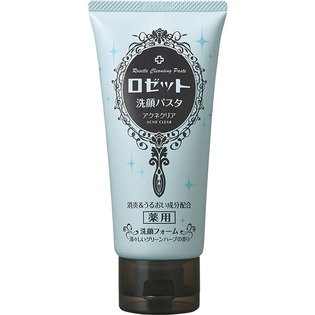 Rosette Cleansing Paste
ロゼット
洗顔パスタ
アクネクリア
ACNE CLEAR
消炎&うるおい成分配合
薬用
洗顔フォーム
清々しいグリーンハーブの香り